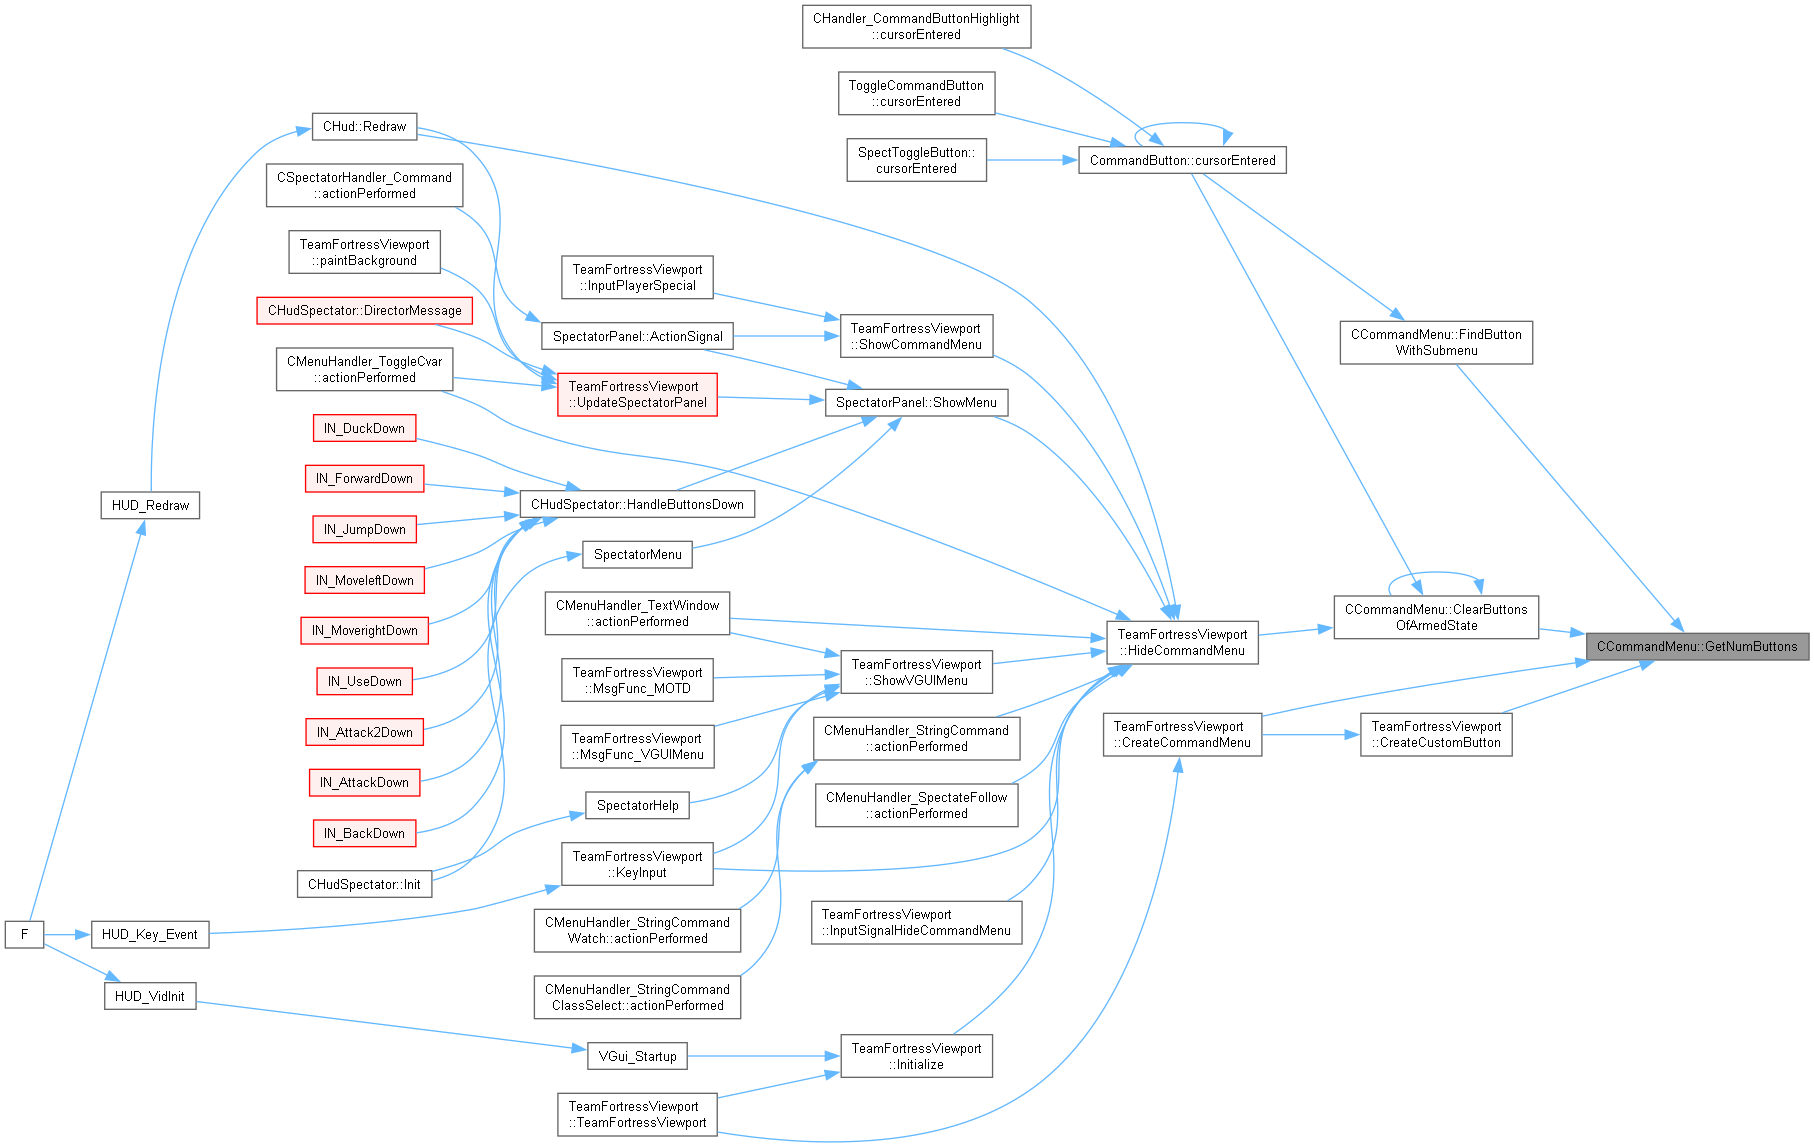 CHandler_CommandButtonHighlight
::cursorEntered
ToggleCommandButton
::cursorEntered
CHud::Redraw
SpectToggleButton::
cursorEntered
CommandButton::cursorEntered
CSpectatorHandler_Command
::actionPerformed
TeamFortressViewport
::paintBackground
TeamFortressViewport
::InputPlayerSpecial
CHudSpectator::DirectorMessage
SpectatorPanel::ActionSignal
TeamFortressViewport
::ShowCommandMenu
CCommandMenu::FindButton
WithSubmenu
CMenuHandler_ToggleCvar
::actionPerformed
TeamFortressViewport
::UpdateSpectatorPanel
SpectatorPanel::ShowMenu
IN_DuckDown
IN_ForwardDown
HUD_Redraw
CHudSpectator::HandleButtonsDown
IN_JumpDown
SpectatorMenu
IN_MoveleftDown
CMenuHandler_TextWindow
::actionPerformed
CCommandMenu::ClearButtons
OfArmedState
IN_MoverightDown
TeamFortressViewport
::HideCommandMenu
CCommandMenu::GetNumButtons
IN_UseDown
TeamFortressViewport
::MsgFunc_MOTD
TeamFortressViewport
::ShowVGUIMenu
IN_Attack2Down
TeamFortressViewport
::MsgFunc_VGUIMenu
CMenuHandler_StringCommand
::actionPerformed
TeamFortressViewport
::CreateCommandMenu
TeamFortressViewport
::CreateCustomButton
IN_AttackDown
SpectatorHelp
CMenuHandler_SpectateFollow
::actionPerformed
IN_BackDown
TeamFortressViewport
::KeyInput
CHudSpectator::Init
F
HUD_Key_Event
CMenuHandler_StringCommand
Watch::actionPerformed
TeamFortressViewport
::InputSignalHideCommandMenu
HUD_VidInit
CMenuHandler_StringCommand
ClassSelect::actionPerformed
VGui_Startup
TeamFortressViewport
::Initialize
TeamFortressViewport
::TeamFortressViewport